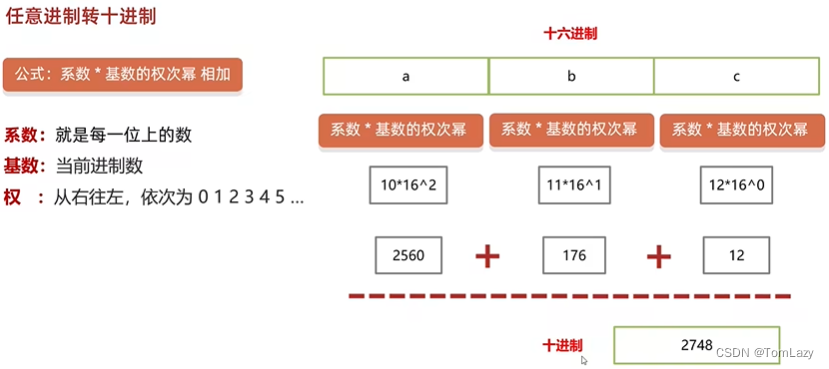 任意进制转十进制
公式：系数 * 基数的权次幂 相加
系数：就是每一位上的数
基数：当前进制数
权 ：从右往左，依次为 0 1 2 3 4 5 ...
十六进制
a b c
系数 * 基数的权次幂 系数 * 基数的权次幂 系数 * 基数的权次幂
10*16^2 11*16^1 12*16^0
2560 + 176 + 12
十进制 2748
CSDN @TomLazy